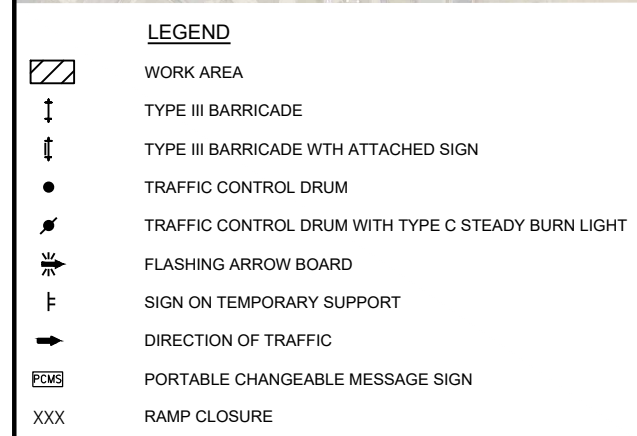 LEGEND
WORK AREA
TYPE III BARRICADE
TYPE III BARRICADE WTH ATTACHED SIGN
TRAFFIC CONTROL DRUM
TRAFFIC CONTROL DRUM WITH TYPE C STEADY BURN LIGHT
FLASHING ARROW BOARD
SIGN ON TEMPORARY SUPPORT
DIRECTION OF TRAFFIC
PCMS PORTABLE CHANGEABLE MESSAGE SIGN
XXX RAMP CLOSURE